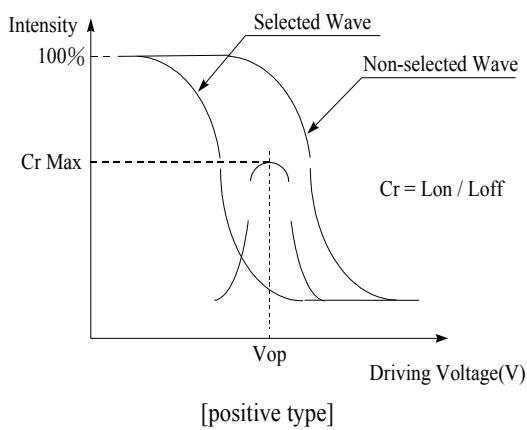 Intensity
Selected Wave
100%
Non-selected Wave
Cr Max
Cr = Lon / Loff
Vop
Driving Voltage(V)
[positive type]